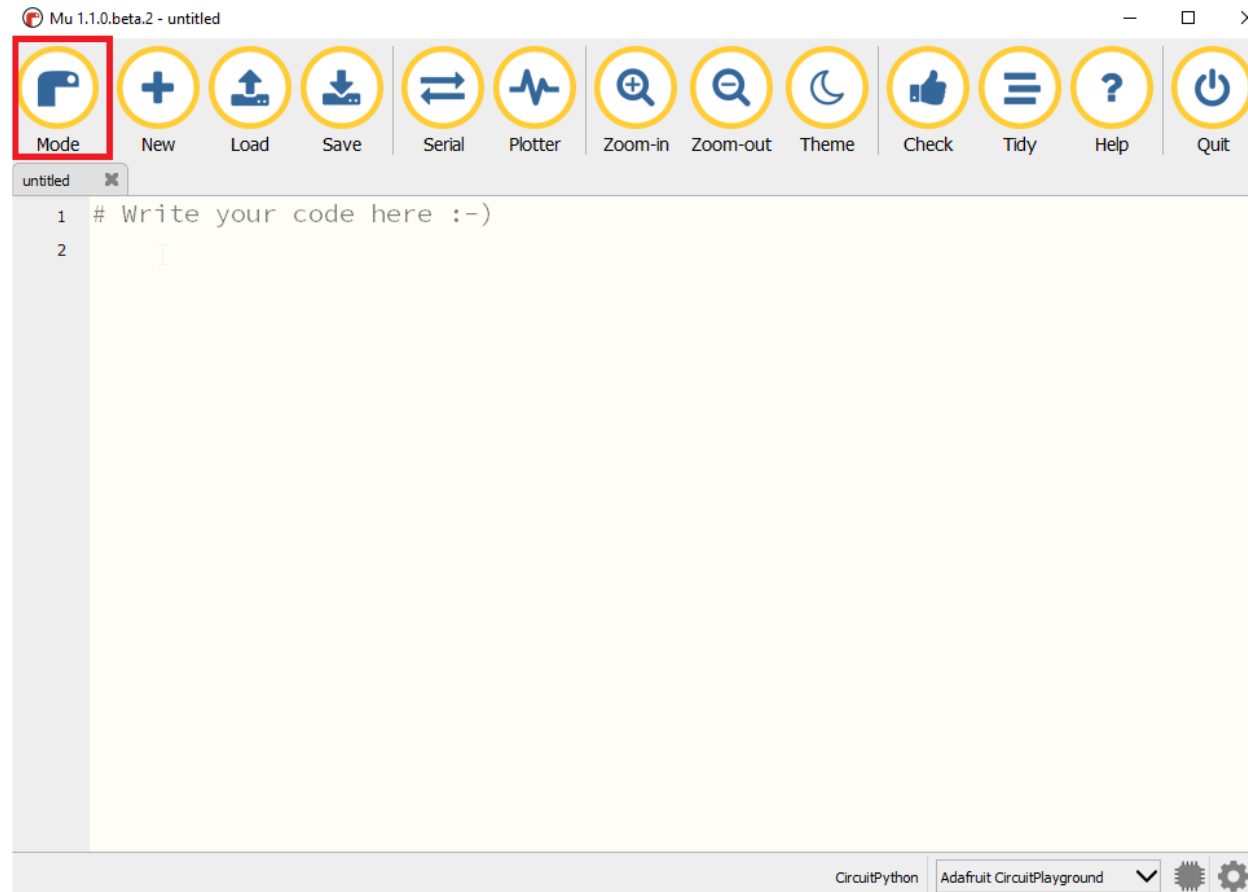 Mu 1.1.0.beta.2 - untitled
Mode New Load Save Serial Plotter Zoom-in Zoom-out Theme Check Tidy Help Quit
untitled
1 # Write your code here :-)
2
CircuitPython Adafruit CircuitPlayground